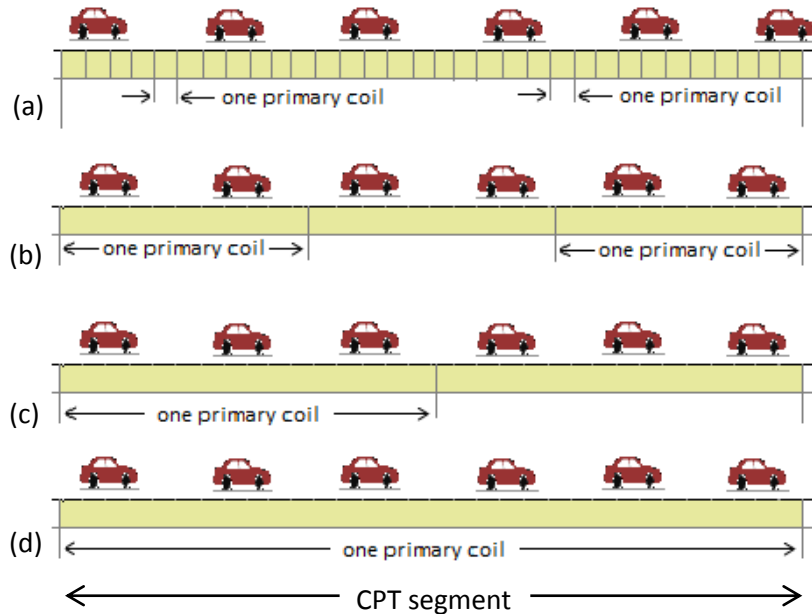 (a) one primary coil one primary coil
(b) one primary coil one primary coil
(c) one primary coil
(d) one primary coil
CPT segment